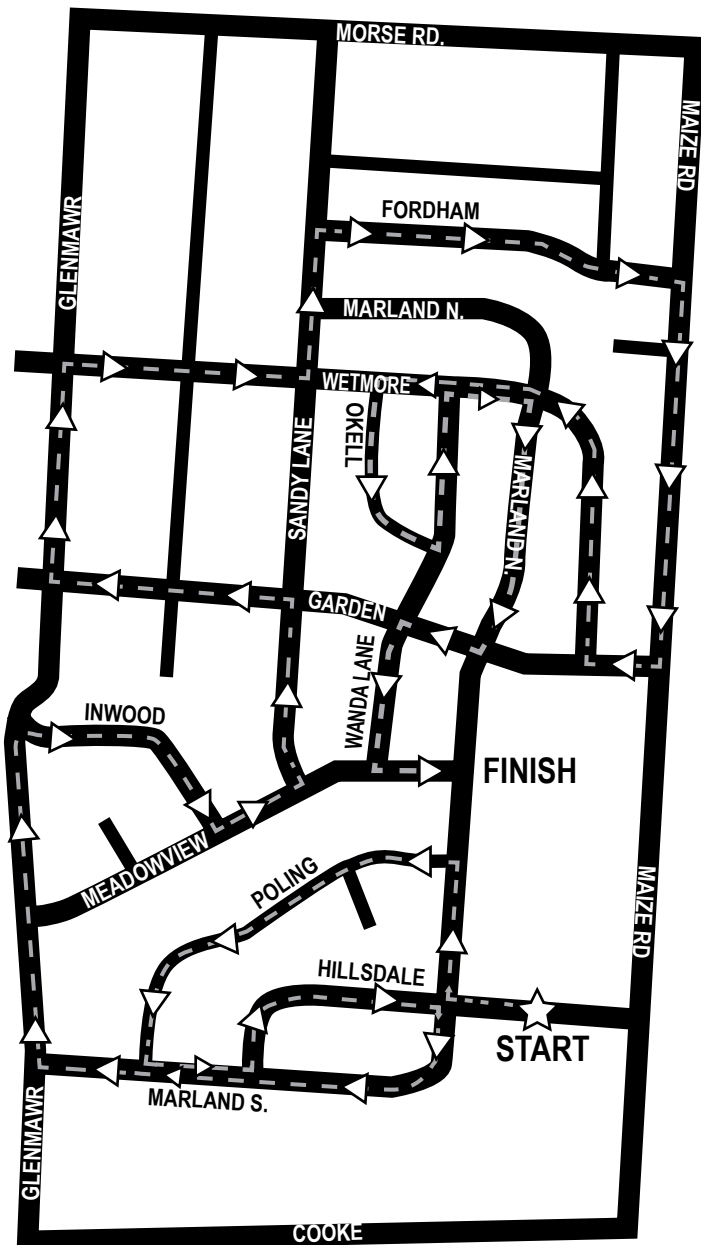 MORSE RD.
MAIZE RD
FORDHAM
GLENMAWR
MARLAND N.
WETMORE
OKELL
SANDY LANE
MARLAND N
GARDEN
WANDA LANE
INWOOD
FINISH
MEADOWVIEW
POLING
MAIZE RD
HILLSDALE
START
MARLAND S.
GLENMAWR
COOKE